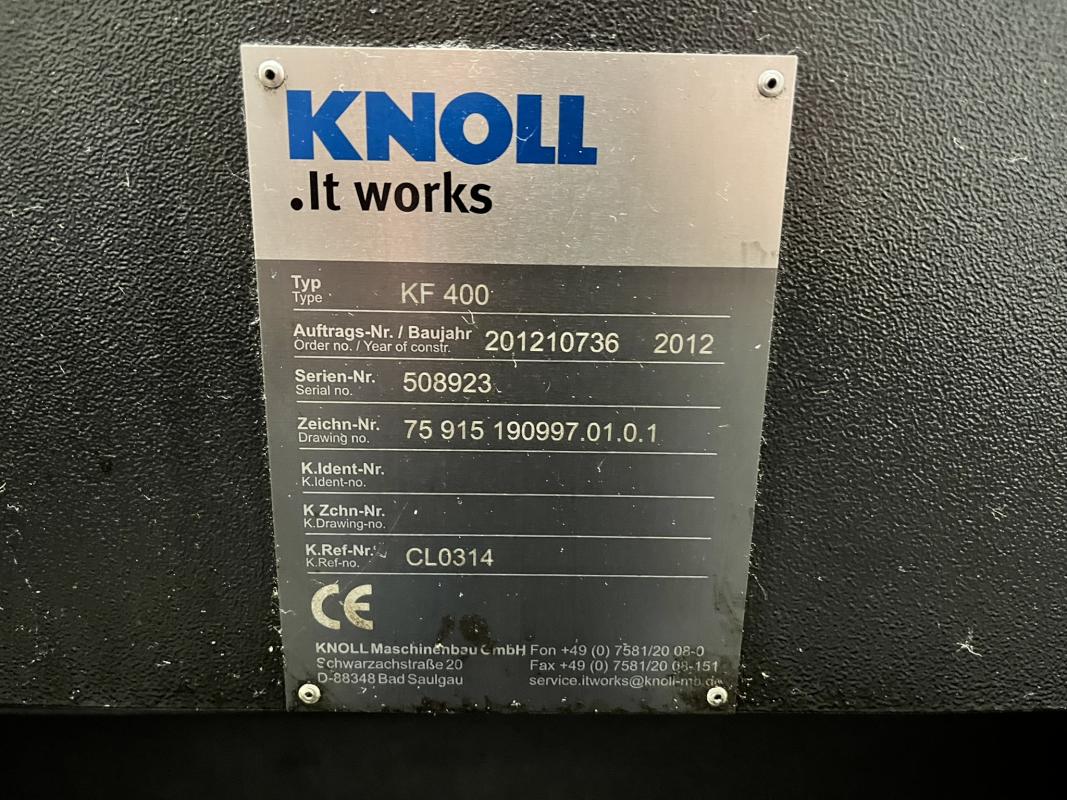 KNOLL
.It works
Typ
Type
KF 400
Auftrags-Nr. / Baujahr
Order no. / Year of constr.
201210736 2012
Serien-Nr.
Serial no.
508923
Zeichn-Nr.
Drawing no.
75 915 190997.01.0.1
K.Ident-Nr.
K.Ident-no.
K Zchn-Nr.
K.Drawing-no.
K.Ref-Nr.
K.Ref-no.
CL0314
CE
KNOLL Maschinenbau GmbH Fon +49 (0) 7581/20 08-0
Schwarzachstraße 20 Fax +49 (0) 7581/20 08-151
D-88348 Bad Saulgau service.itworks@knoll-mb.de